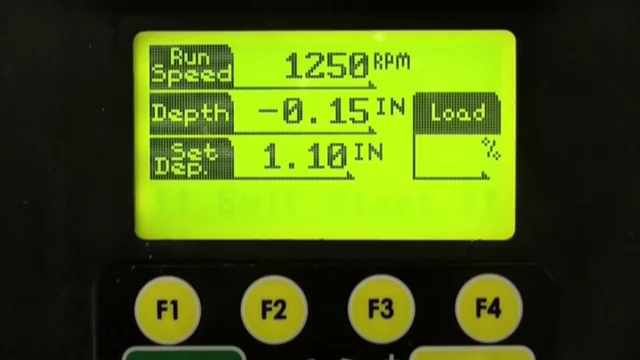 Run Speed 1250 RPM
Depth -0.15 IN Load
Set Dep. 1.10 IN %
F1 F2 F3 F4